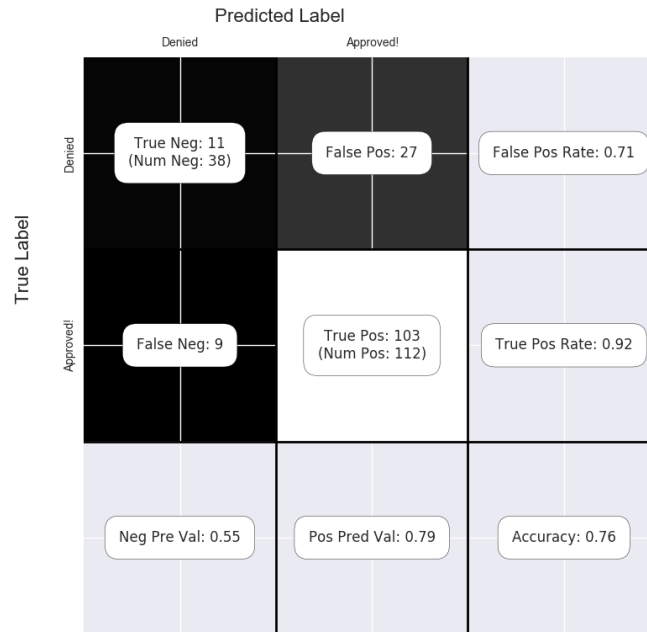 Predicted Label
Denied
Approved!
True Label
Denied
True Neg: 11
(Num Neg: 38)
False Pos: 27
False Pos Rate: 0.71
Approved!
False Neg: 9
True Pos: 103
(Num Pos: 112)
True Pos Rate: 0.92
Neg Pre Val: 0.55
Pos Pred Val: 0.79
Accuracy: 0.76